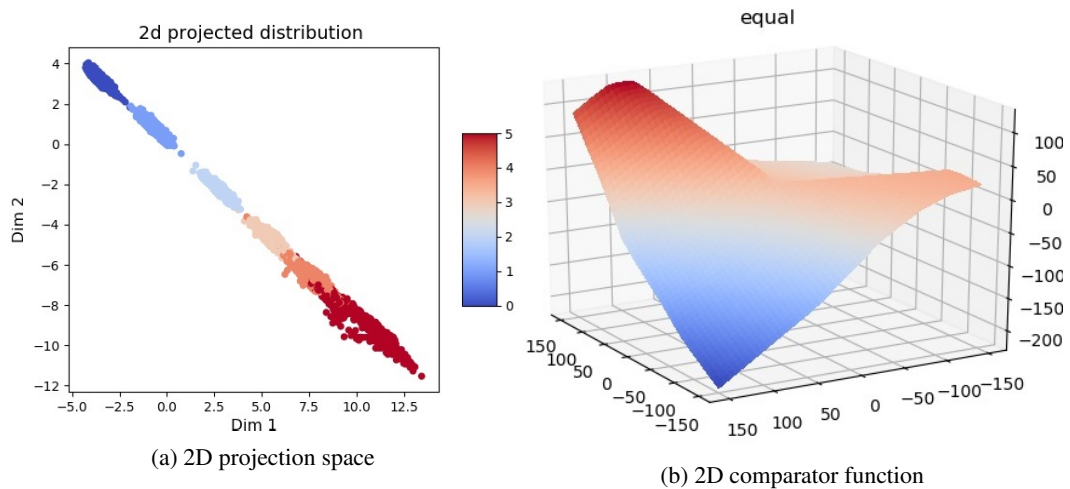 2d projected distribution
4
2
0
−2
−4
−6
−8
−10
−12
Dim 2
−5.0 −2.5 0.0 2.5 5.0 7.5 10.0 12.5
Dim 1
5
4
3
2
1
0
(a) 2D projection space
equal
100
50
0
−50
−100
−150
−200
150 100 50 0 −50 −100 −150
150 100 50 0 −50 −100 −150
(b) 2D comparator function